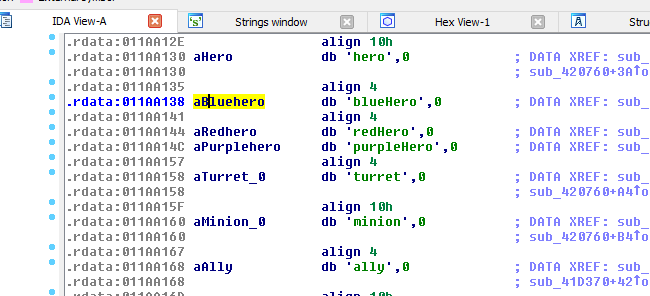 IDA View-A Strings window Hex View-1 Stru
.rdata:011AA12E align 10h
.rdata:011AA130 aHero db 'hero',0 ; DATA XREF: sub_
.rdata:011AA130 ; sub_420760+3A↑o
.rdata:011AA135 align 4
.rdata:011AA138 aBluehero db 'blueHero',0 ; DATA XREF: sub_
.rdata:011AA141 align 4
.rdata:011AA144 aRedhero db 'redHero',0 ; DATA XREF: sub_
.rdata:011AA14C aPurplehero db 'purpleHero',0 ; DATA XREF: sub_
.rdata:011AA157 align 4
.rdata:011AA158 aTurret_0 db 'turret',0 ; DATA XREF: sub_
.rdata:011AA158 ; sub_420760+A4↑o
.rdata:011AA15F align 10h
.rdata:011AA160 aMinion_0 db 'minion',0 ; DATA XREF: sub_
.rdata:011AA160 ; sub_420760+B4↑o
.rdata:011AA167 align 4
.rdata:011AA168 aAlly db 'ally',0 ; DATA XREF: sub_
.rdata:011AA168 ; sub_41D370+42↑o